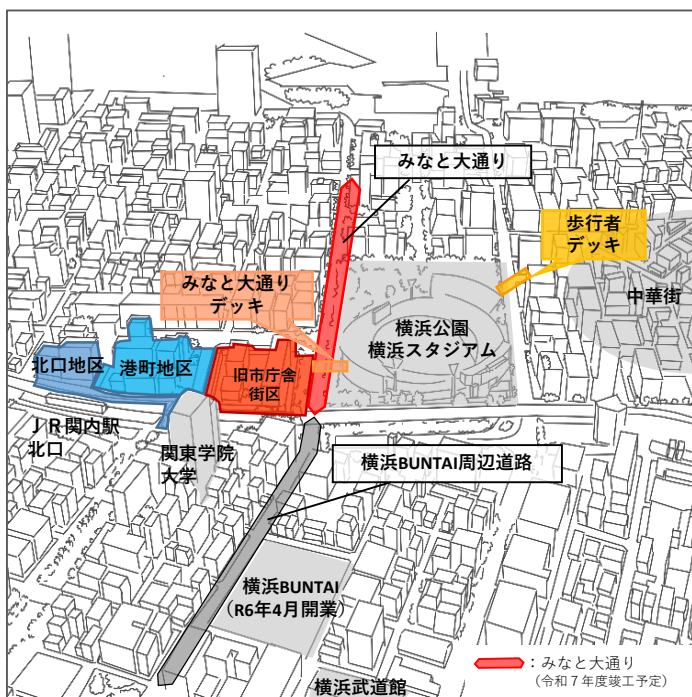 みなと大通り
歩行者
デッキ
みなと大通り
デッキ
中華街
横浜公園
横浜スタジアム
北口地区
港町地区
旧市庁舎
街区
ＪＲ関内駅
北口
関東学院
大学
横浜BUNTAI周辺道路
横浜BUNTAI
（R6年4月開業）
：みなと大通り
（令和７年度竣工予定）
横浜武道館